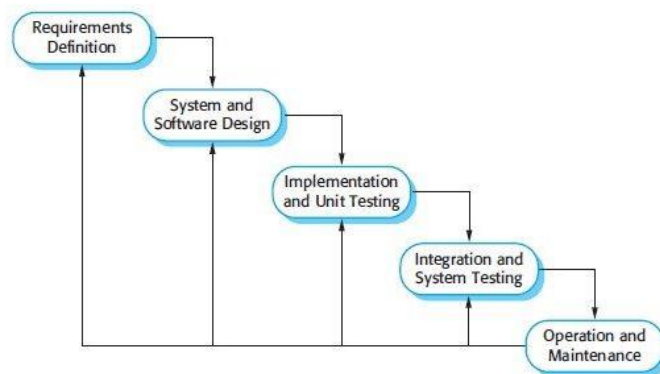 Requirements
Definition
System and
Software Design
Implementation
and Unit Testing
Integration and
System Testing
Operation and
Maintenance